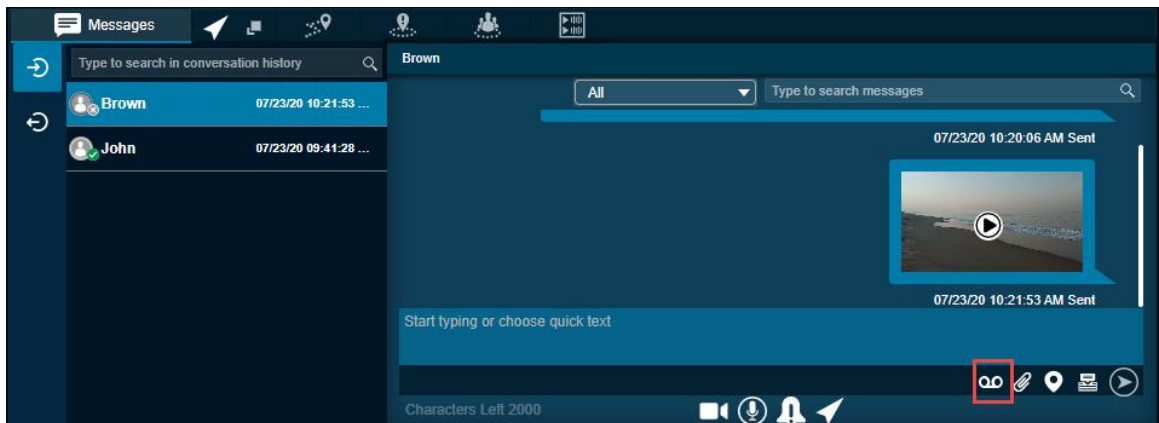 Messages
Type to search in conversation history
Brown 07/23/20 10:21:53 ...
John 07/23/20 09:41:28 ...
Brown
All
Type to search messages
07/23/20 10:20:06 AM Sent
07/23/20 10:21:53 AM Sent
Start typing or choose quick text
Characters Left 2000